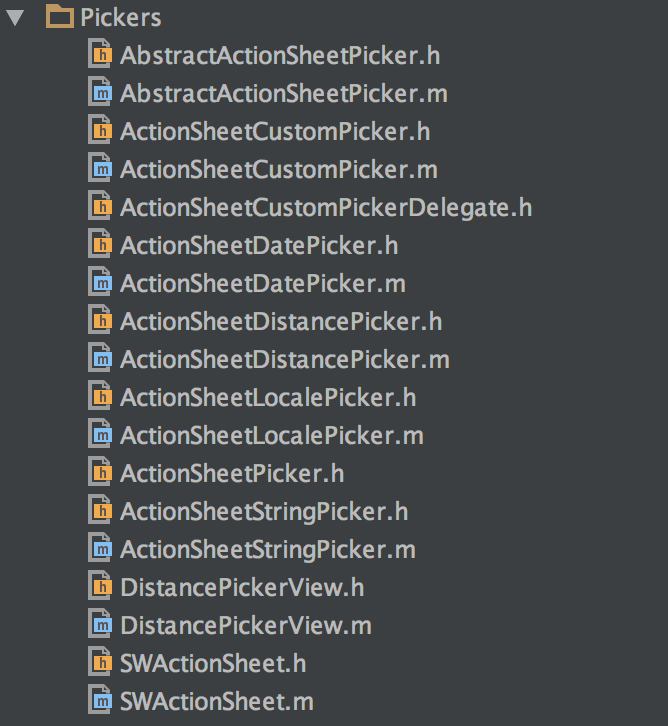 Pickers
h AbstractActionSheetPicker.h
m AbstractActionSheetPicker.m
h ActionSheetCustomPicker.h
m ActionSheetCustomPicker.m
h ActionSheetCustomPickerDelegate.h
h ActionSheetDatePicker.h
m ActionSheetDatePicker.m
h ActionSheetDistancePicker.h
m ActionSheetDistancePicker.m
h ActionSheetLocalePicker.h
m ActionSheetLocalePicker.m
h ActionSheetPicker.h
h ActionSheetStringPicker.h
m ActionSheetStringPicker.m
h DistancePickerView.h
m DistancePickerView.m
h SWActionSheet.h
m SWActionSheet.m